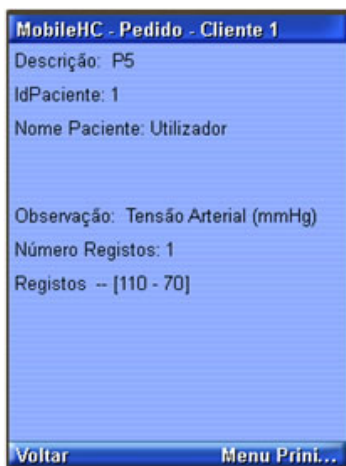 MobileHC - Pedido - Cliente 1
Descrição: P5
IdPaciente: 1
Nome Paciente: Utilizador
Observação: Tensão Arterial (mmHg)
Número Registos: 1
Registos -- [110 - 70]
Voltar Menu Prini...